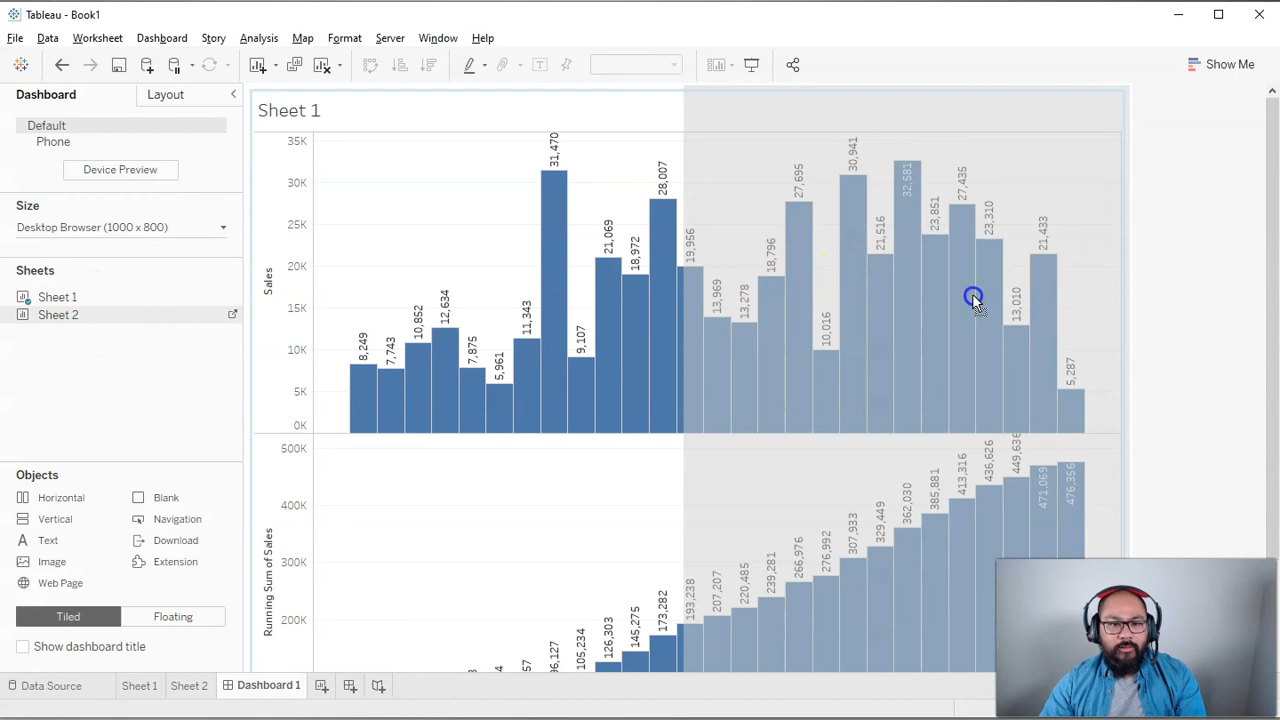 Tableau - Book1
File Data Worksheet Dashboard Story Analysis Map Format Server Window Help
Show Me
Dashboard Layout
Default
Phone
Device Preview
Size
Desktop Browser (1000 x 800)
Sheets
Sheet 1
Sheet 2
Objects
Horizontal Blank
Vertical Navigation
Text Download
Image Extension
Web Page
Tiled Floating
Show dashboard title
Sheet 1
Sales
35K
30K
25K
20K
15K
10K
5K
0K
8,249
7,743
10,852
12,634
7,875
5,961
11,343
31,470
9,107
21,069
18,972
28,007
19,956
13,969
13,278
18,796
27,695
10,016
30,941
21,516
32,581
23,851
27,435
23,310
13,010
21,433
5,287
Running Sum of Sales
500K
400K
300K
200K
105,234
126,303
145,275
173,282
193,238
207,207
220,485
239,281
266,976
276,992
307,933
329,449
362,030
385,881
413,316
436,626
449,636
471,069
476,356
Data Source Sheet 1 Sheet 2 Dashboard 1